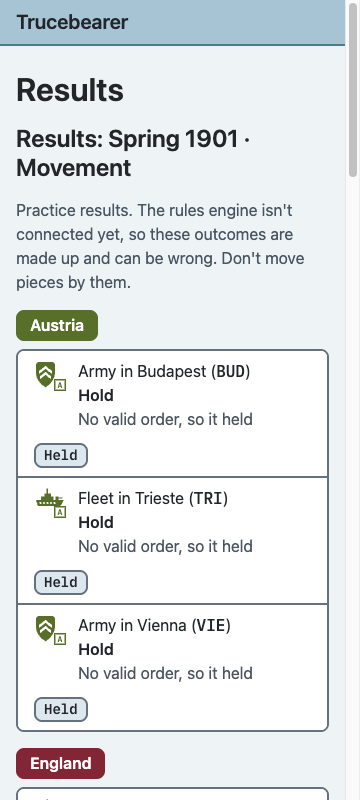 Trucebearer
Results
Results: Spring 1901 ·
Movement
Practice results. The rules engine isn't
connected yet, so these outcomes are
made up and can be wrong. Don't move
pieces by them.
Austria
A
Army in Budapest (BUD)
Hold
No valid order, so it held
Held
A
Fleet in Trieste (TRI)
Hold
No valid order, so it held
Held
A
Army in Vienna (VIE)
Hold
No valid order, so it held
Held
England